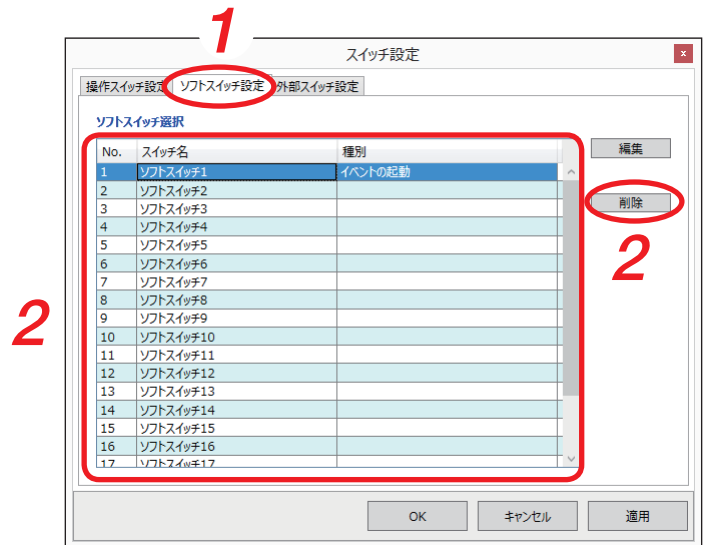 1
スイッチ設定
x
操作スイッチ設定 ソフトスイッチ設定 外部スイッチ設定
ソフトスイッチ選択
No. スイッチ名 種別
編集
1 ソフトスイッチ1 イベントの起動
2 ソフトスイッチ2
削除
3 ソフトスイッチ3
4 ソフトスイッチ4
5 ソフトスイッチ5
2
6 ソフトスイッチ6
7 ソフトスイッチ7
8 ソフトスイッチ8
2
9 ソフトスイッチ9
10 ソフトスイッチ10
11 ソフトスイッチ11
12 ソフトスイッチ12
13 ソフトスイッチ13
14 ソフトスイッチ14
15 ソフトスイッチ15
16 ソフトスイッチ16
17 ソフトスイッチ17
OK キャンセル 適用